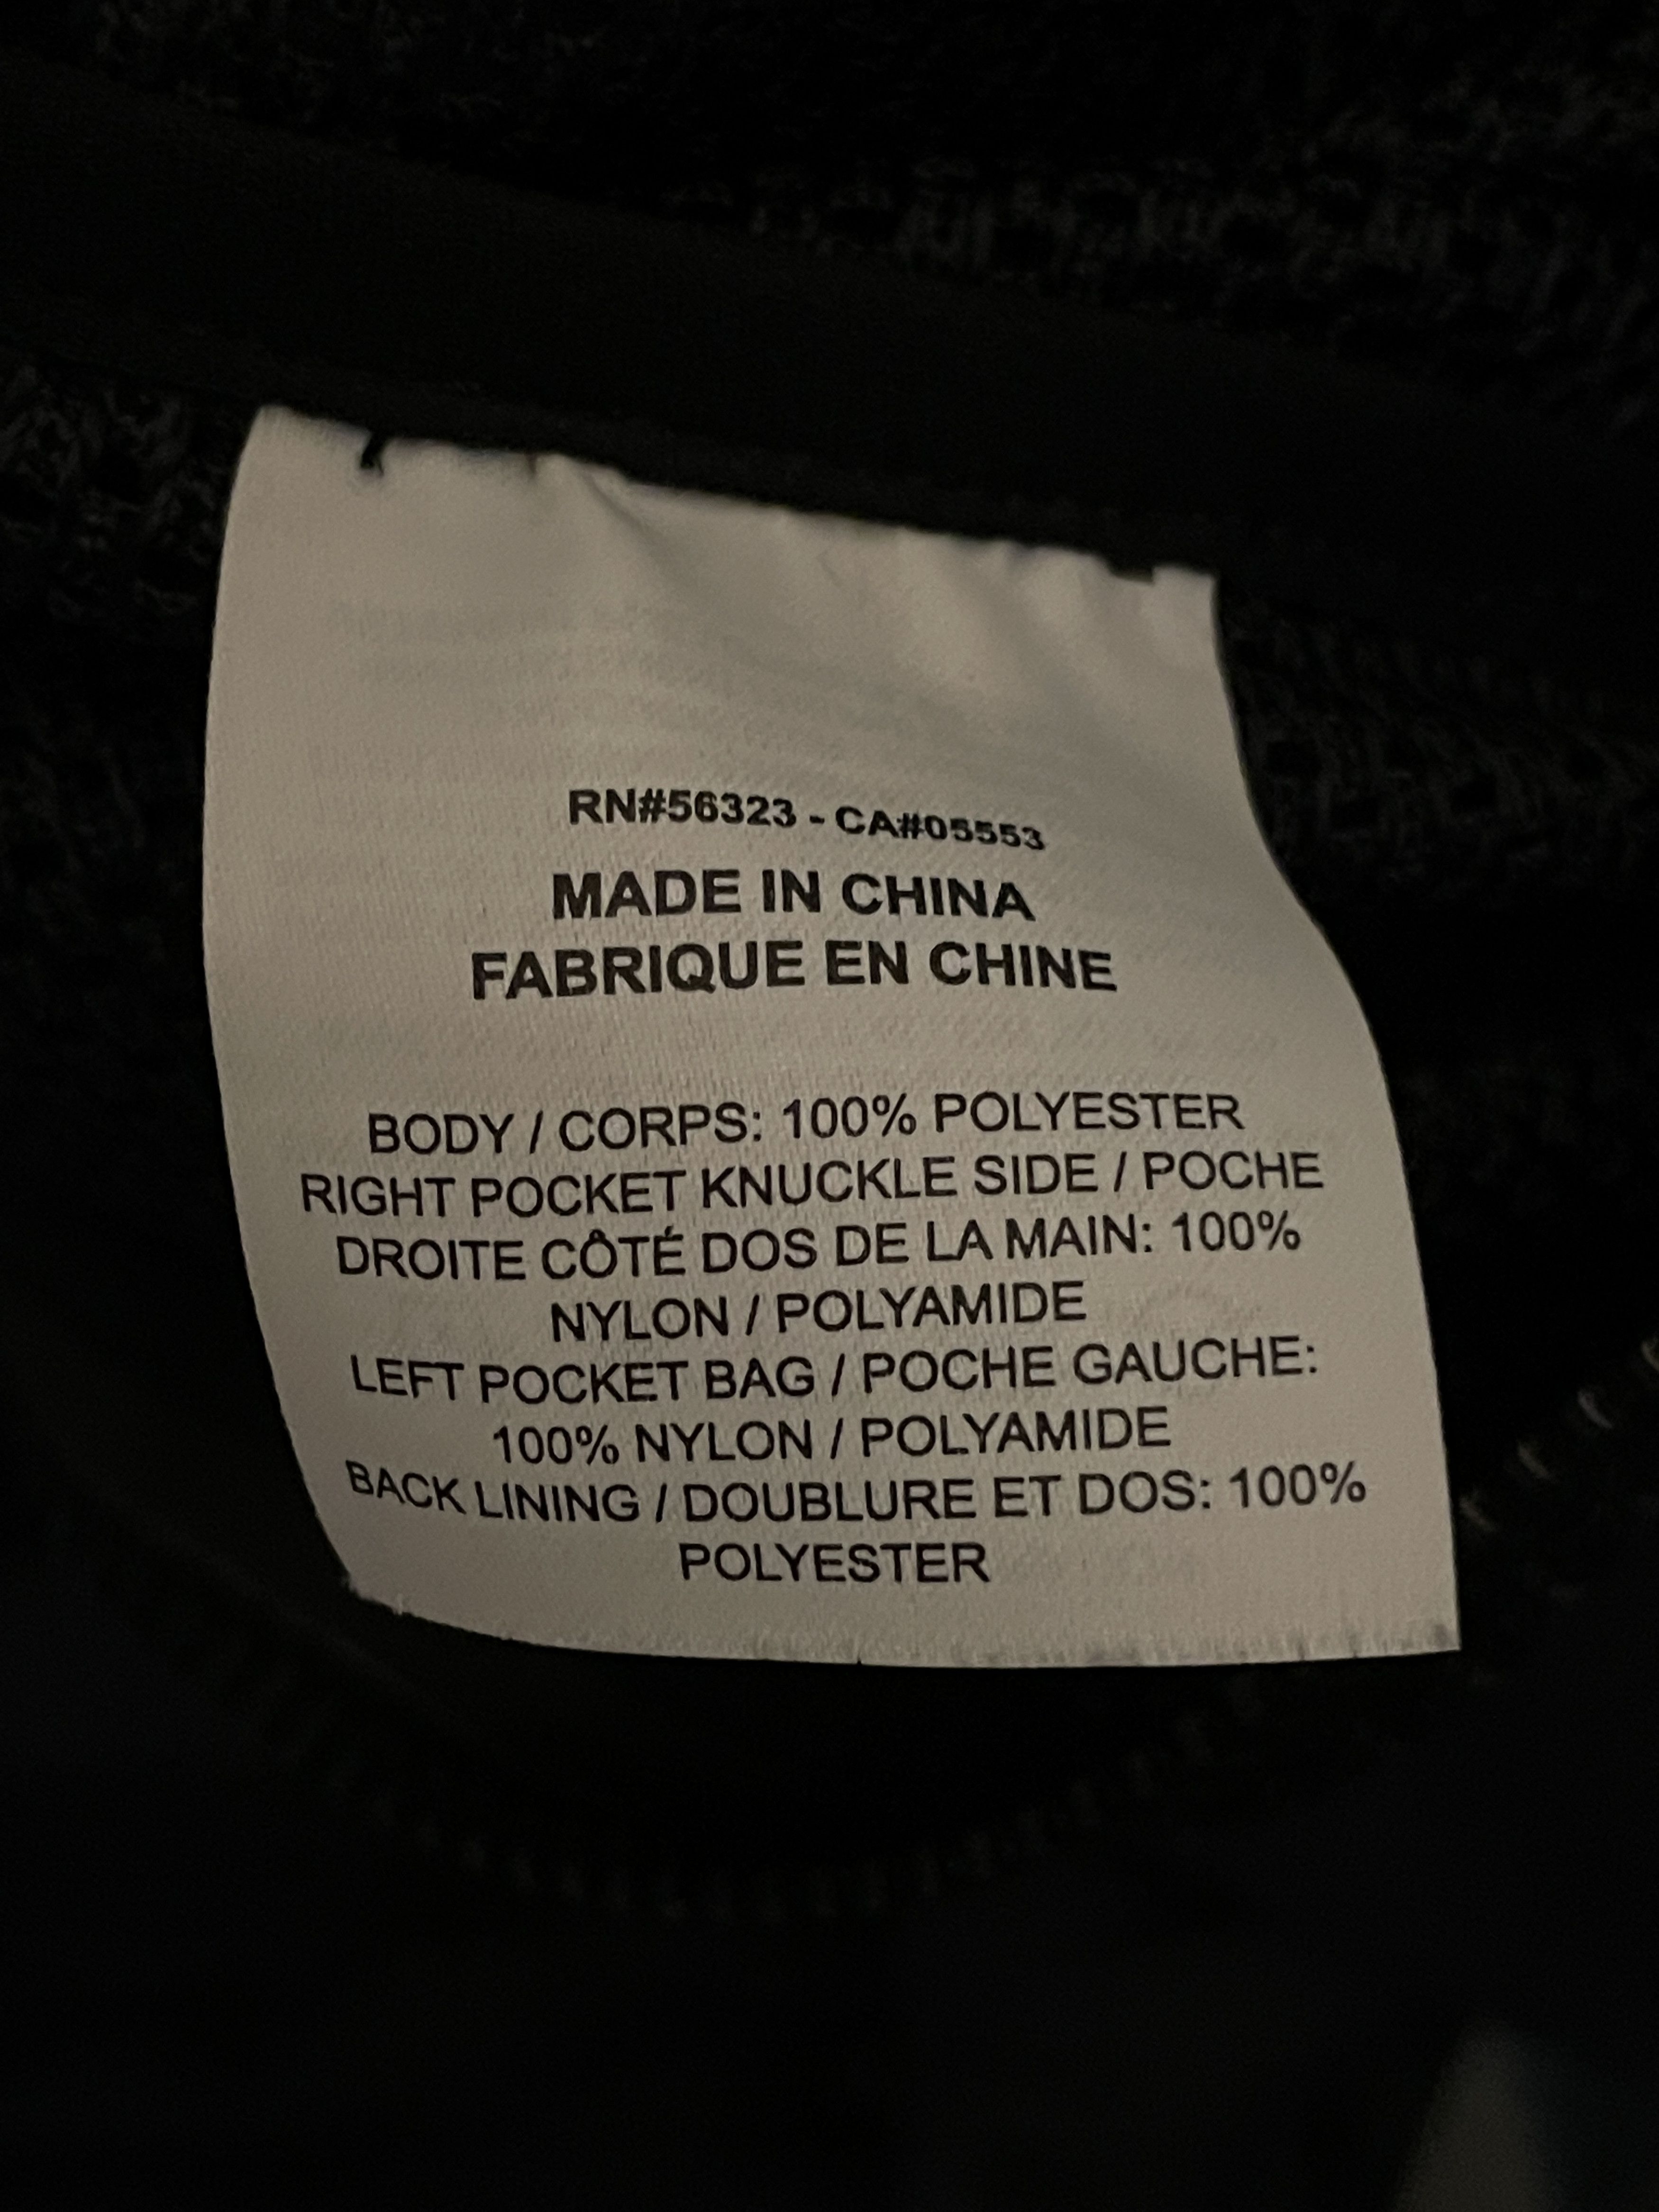 RN#56323 - CA#05553
MADE IN CHINA
FABRIQUE EN CHINE
BODY / CORPS: 100% POLYESTER
RIGHT POCKET KNUCKLE SIDE / POCHE
DROITE CÔTÉ DOS DE LA MAIN: 100%
NYLON / POLYAMIDE
LEFT POCKET BAG / POCHE GAUCHE:
100% NYLON / POLYAMIDE
BACK LINING / DOUBLURE ET DOS: 100%
POLYESTER